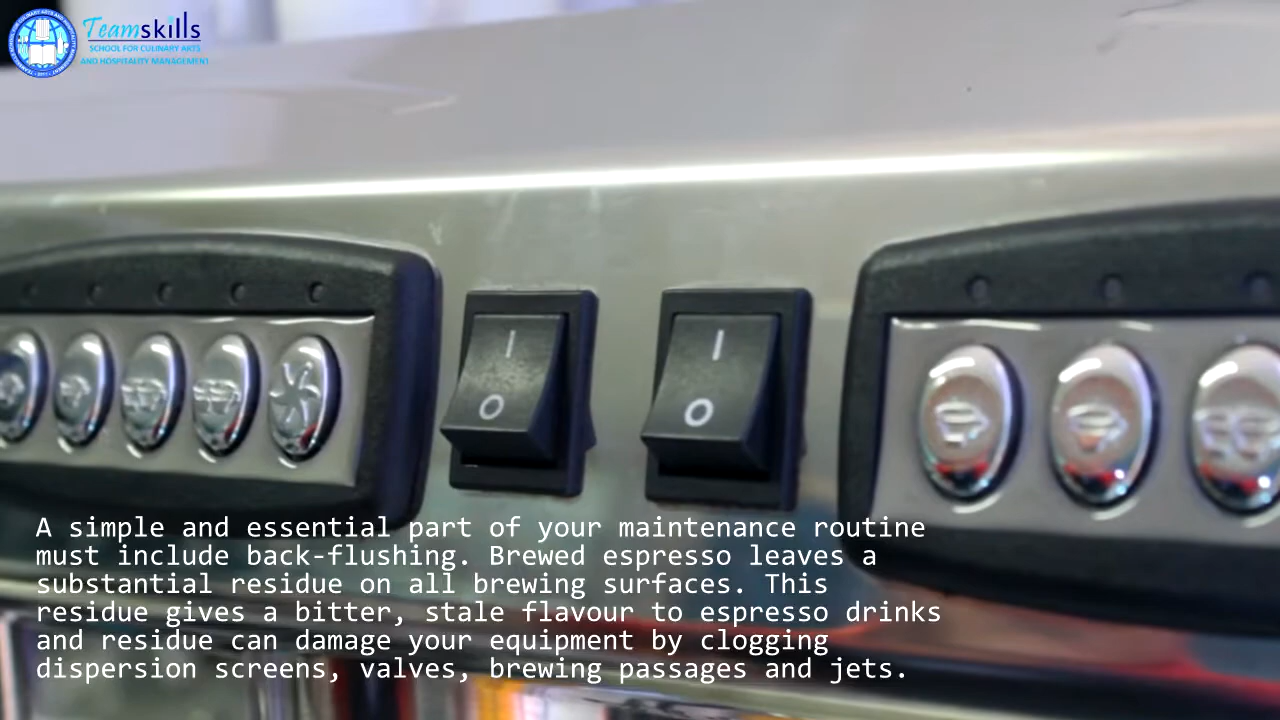 Teamskills
SCHOOL FOR CULINARY ARTS
AND HOSPITALITY MANAGEMENT
I
O
I
O
A simple and essential part of your maintenance routine
must include back-flushing. Brewed espresso leaves a
substantial residue on all brewing surfaces. This
residue gives a bitter, stale flavour to espresso drinks
and residue can damage your equipment by clogging
dispersion screens, valves, brewing passages and jets.